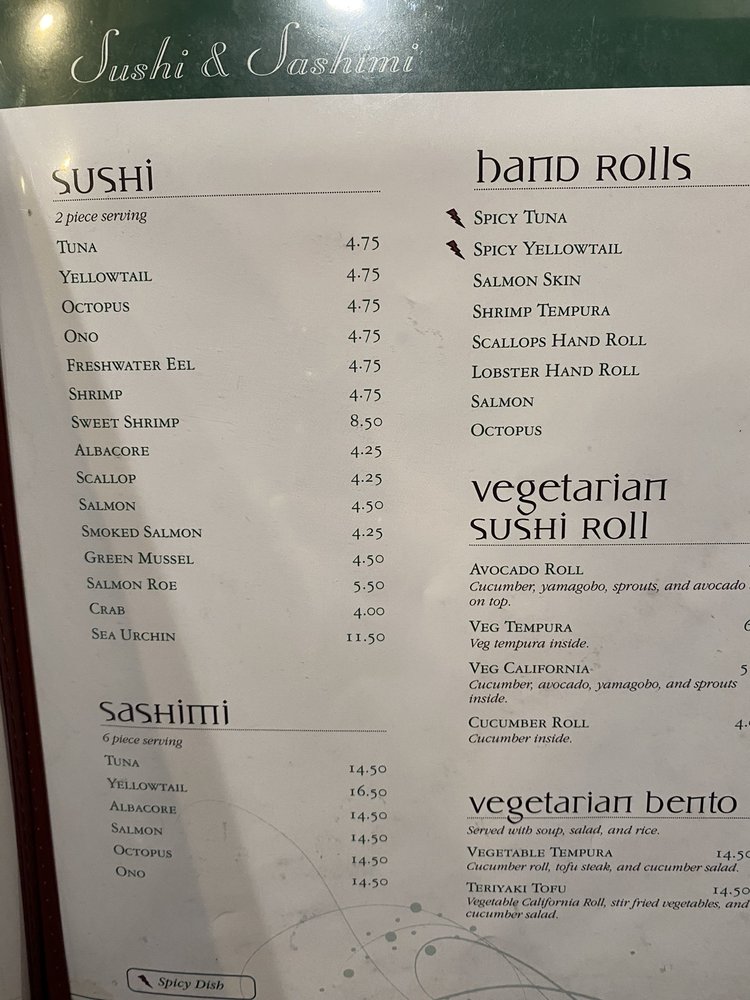 Sushi & Sashimi
SUSHI
2 piece serving
TUNA 4.75
YELLOWTAIL 4.75
OCTOPUS 4.75
ONO 4.75
FRESHWATER EEL 4.75
SHRIMP 4.75
SWEET SHRIMP 8.50
ALBACORE 4.25
SCALLOP 4.25
SALMON 4.50
SMOKED SALMON 4.25
GREEN MUSSEL 4.50
SALMON ROE 5.50
CRAB 4.00
SEA URCHIN 11.50
SASHIMI
6 piece serving
TUNA 14.50
YELLOWTAIL 16.50
ALBACORE 14.50
SALMON 14.50
OCTOPUS 14.50
ONO 14.50
Spicy Dish
HAND ROLLS
SPICY TUNA
SPICY YELLOWTAIL
SALMON SKIN
SHRIMP TEMPURA
SCALLOPS HAND ROLL
LOBSTER HAND ROLL
SALMON
OCTOPUS
VEGETARIAN
SUSHI ROLL
AVOCADO ROLL
Cucumber, yamagobo, sprouts, and avocado
on top.
VEG TEMPURA
Veg tempura inside.
VEG CALIFORNIA 5
Cucumber, avocado, yamagobo, and sprouts
inside.
CUCUMBER ROLL 4.
Cucumber inside.
VEGETARIAN BENTO
Served with soup, salad, and rice.
VEGETABLE TEMPURA 14.50
Cucumber roll, tofu steak, and cucumber salad.
TERIYAKI TOFU 14.50
Vegetable California Roll, stir fried vegetables, and
cucumber salad.